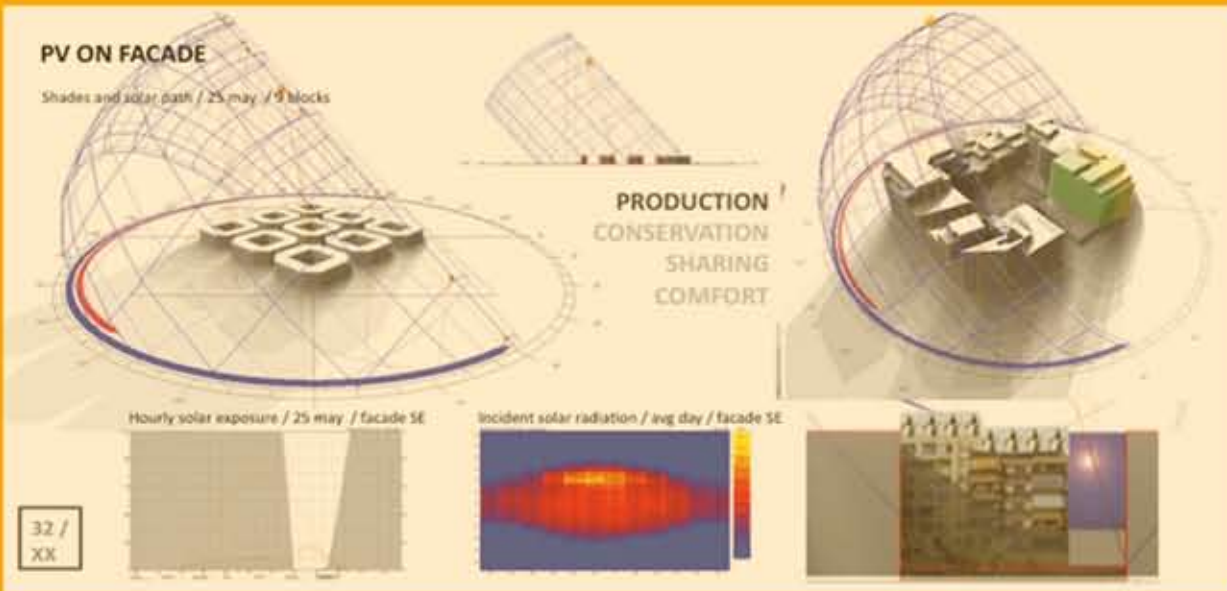 PV ON FACADE
Shades and solar path / 25 may / 9 blocks
PRODUCTION
CONSERVATION
SHARING
COMFORT
Hourly solar exposure / 25 may / facade SE
Incident solar radiation / avg day / facade SE
32 /
XX